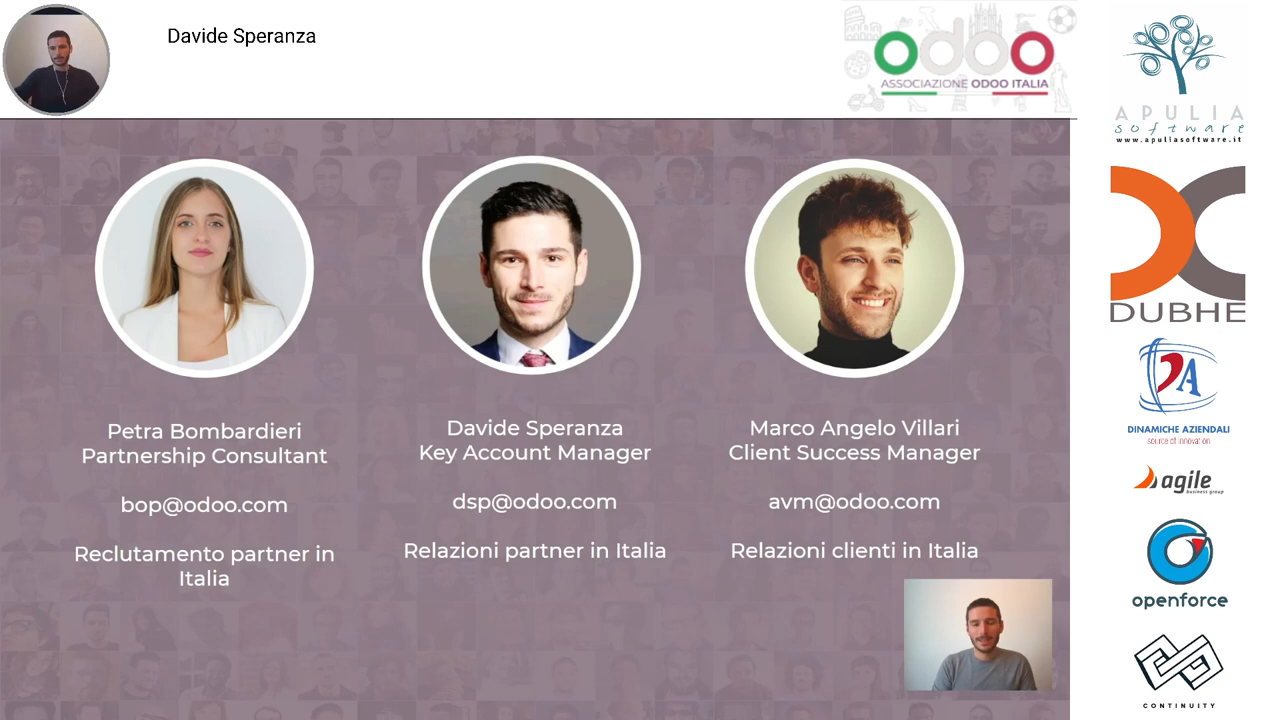 Davide Speranza
odoo
ASSOCIAZIONE ODOO ITALIA
APULIA
software
www.apuliasoftware.it
DUBHE
DA
DINAMICHE AZIENDALI
source of innovation
agile
business group
openforce
CONTINUITY
Petra Bombardieri
Partnership Consultant
bop@odoo.com
Reclutamento partner in
Italia
Davide Speranza
Key Account Manager
dsp@odoo.com
Relazioni partner in Italia
Marco Angelo Villari
Client Success Manager
avm@odoo.com
Relazioni clienti in Italia